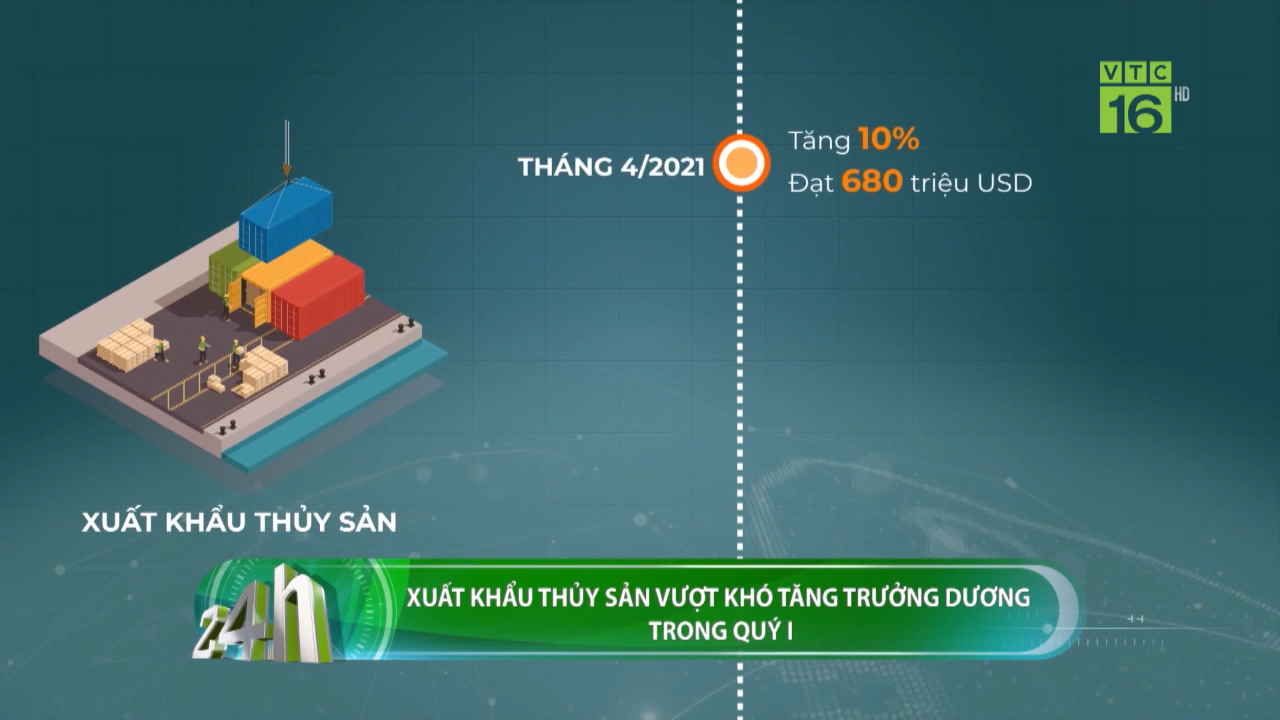 VTC
16 HD
THÁNG 4/2021
Tăng 10%
Đạt 680 triệu USD
XUẤT KHẨU THỦY SẢN
24h
XUẤT KHẨU THỦY SẢN VƯỢT KHÓ TĂNG TRƯỞNG DƯƠNG
TRONG QUÝ I